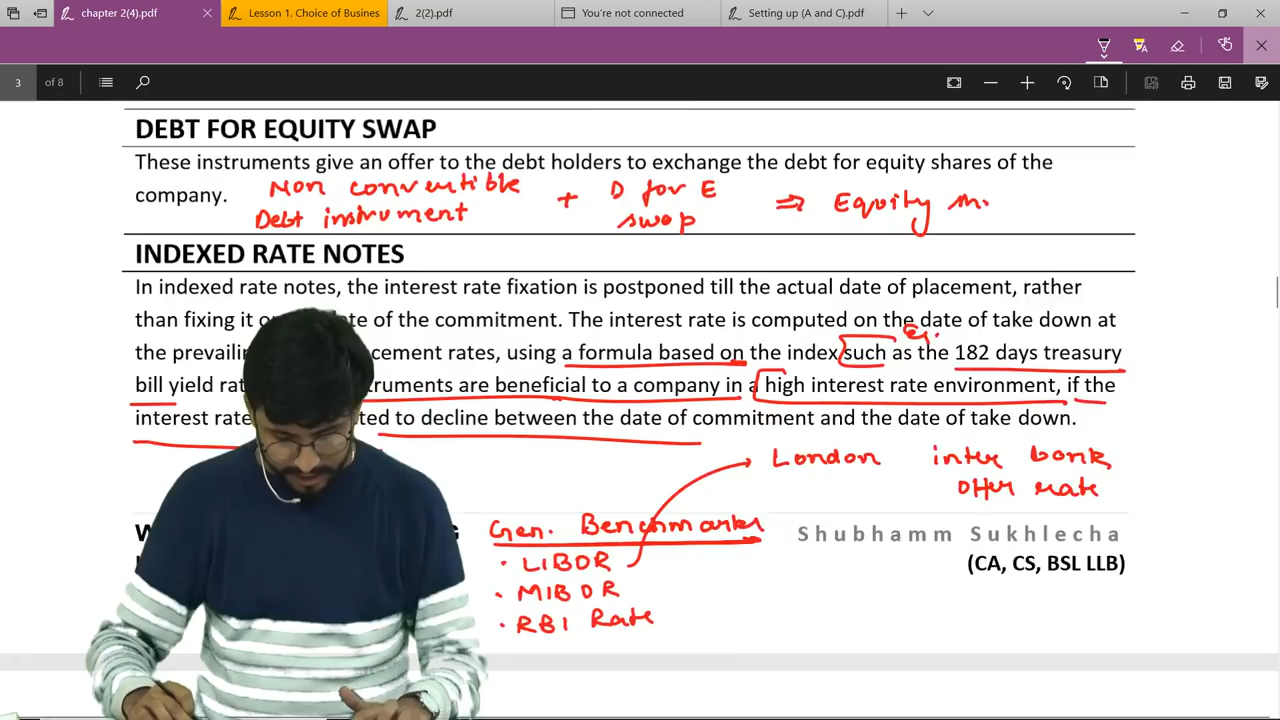 chapter 2(4).pdf
Lesson 1. Choice of Busines
2(2).pdf
You're not connected
Setting up (A and C).pdf
3 of 8
DEBT FOR EQUITY SWAP
These instruments give an offer to the debt holders to exchange the debt for equity shares of the
company.
Non convertible + D for E ⇒ Equity in.
Debt instrument swap
INDEXED RATE NOTES
In indexed rate notes, the interest rate fixation is postponed till the actual date of placement, rather
than fixing it of the commitment. The interest rate is computed on the date of take down at
Eg.
the rates, using a formula based on the index such as the 182 days treasury
bill yield are beneficial to a company in a high interest rate environment, if the
interest rate to decline between the date of commitment and the date of take down.
London inter bank
offer rate
Gen. Benchmarks
Shubhamm Sukhlecha
(CA, CS, BSL LLB)
• LIBOR
• MIBOR
• RBI Rate